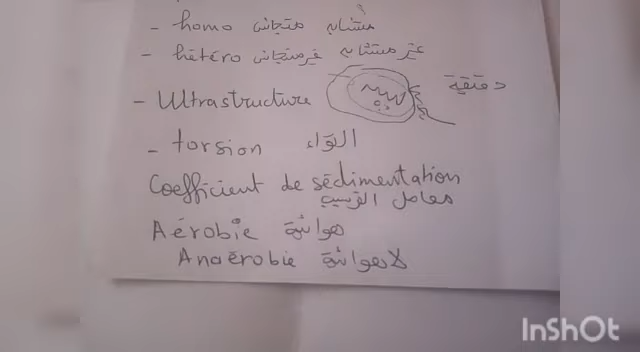 - homo متشابه متجانس
- hétéro غير متشابه غير متجانس
- Ultrastructure بنية دقيقة
- torsion التواء
Coefficient de sédimentation
معامل الترسيب
Aérobie هوائية
Anaérobie لاهوائية
InShOt